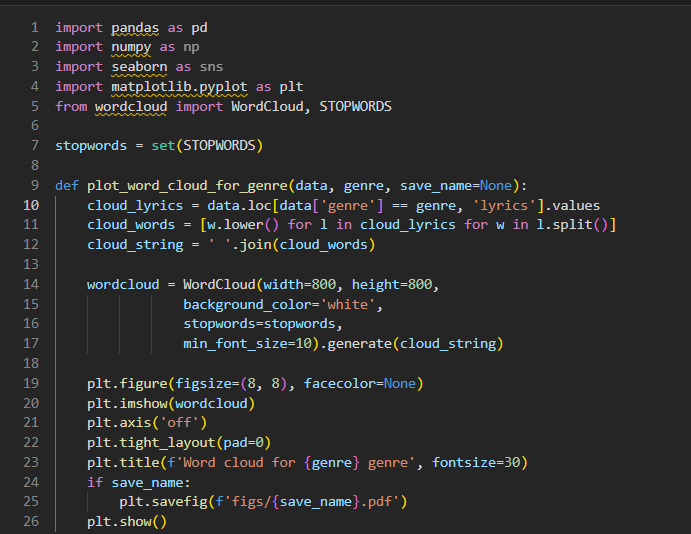 1 import pandas as pd
2 import numpy as np
3 import seaborn as sns
4 import matplotlib.pyplot as plt
5 from wordcloud import WordCloud, STOPWORDS
6
7 stopwords = set(STOPWORDS)
8
9 def plot_word_cloud_for_genre(data, genre, save_name=None):
10     cloud_lyrics = data.loc[data['genre'] == genre, 'lyrics'].values
11     cloud_words = [w.lower() for l in cloud_lyrics for w in l.split()]
12     cloud_string = ' '.join(cloud_words)
13
14     wordcloud = WordCloud(width=800, height=800,
15                 background_color='white',
16                 stopwords=stopwords,
17                 min_font_size=10).generate(cloud_string)
18
19     plt.figure(figsize=(8, 8), facecolor=None)
20     plt.imshow(wordcloud)
21     plt.axis('off')
22     plt.tight_layout(pad=0)
23     plt.title(f'Word cloud for {genre} genre', fontsize=30)
24     if save_name:
25         plt.savefig(f'figs/{save_name}.pdf')
26     plt.show()